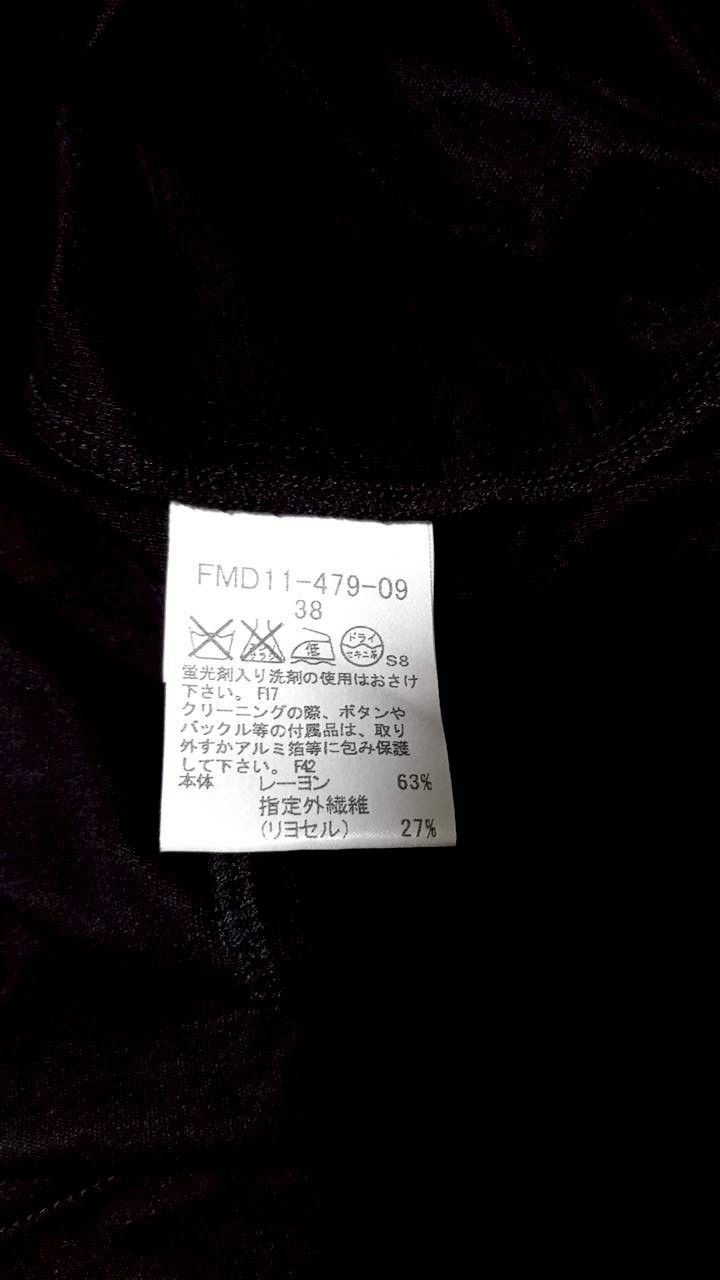 FMD11-479-09
38
低 ドライ セキユ系 S8
蛍光剤入り洗剤の使用はおさけ
下さい。 F17
クリーニングの際、ボタンや
バックル等の付属品は、取り
外すかアルミ箔等に包み保護
して下さい。 F42
本体 レーヨン 63%
指定外繊維
(リヨセル) 27%